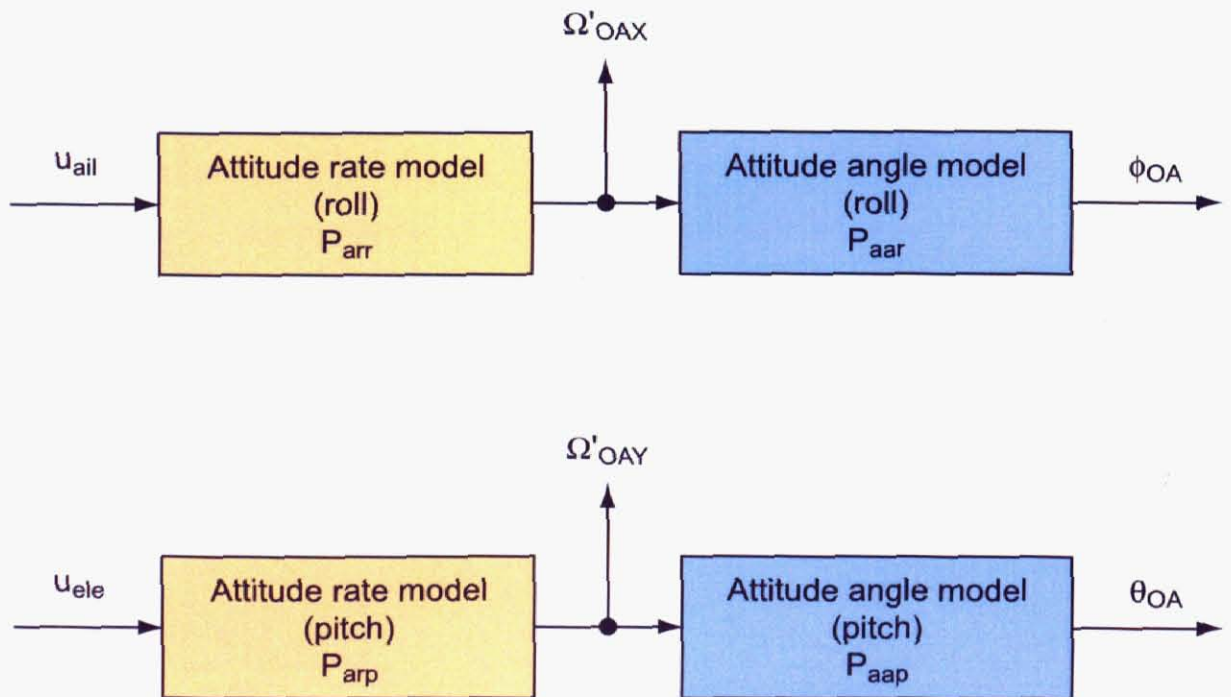 Ω'OAX
uail
Attitude rate model
(roll)
Parr
Attitude angle model
(roll)
Paar
ϕOA
Ω'OAY
uele
Attitude rate model
(pitch)
Parp
Attitude angle model
(pitch)
Paap
θOA